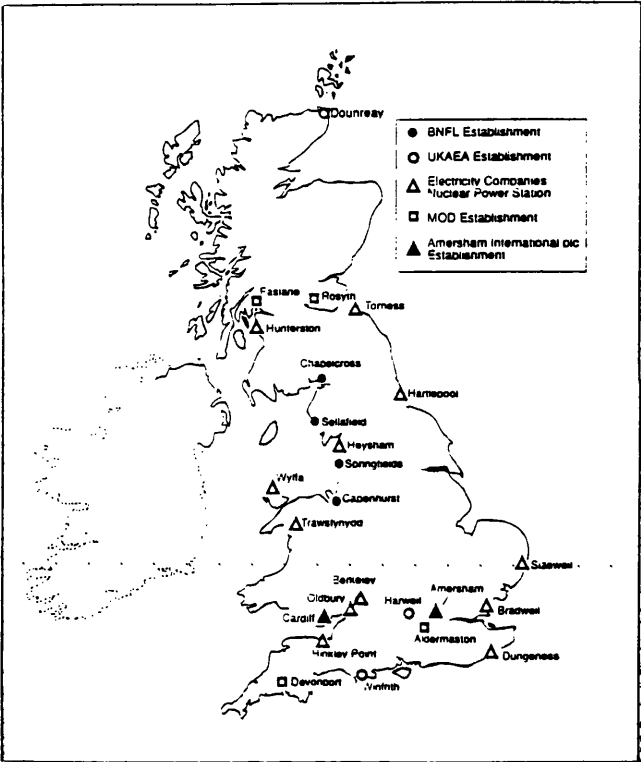 Dounreay
BNFL Establishment
UKAEA Establishment
Electricity Companies
Nuclear Power Station
MOD Establishment
Amersham International plc
Establishment
Faslane
Rosyth
Torness
Hunterston
Chapelcross
Hartlepool
Sellafield
Heysham
Springfields
Wylfa
Capenhurst
Trawsfynydd
Sizewell
Berkeley
Oldbury
Harwell
Amersham
Cardiff
Bradwell
Aldermaston
Hinkley Point
Dungeness
Devonport
Winfrith